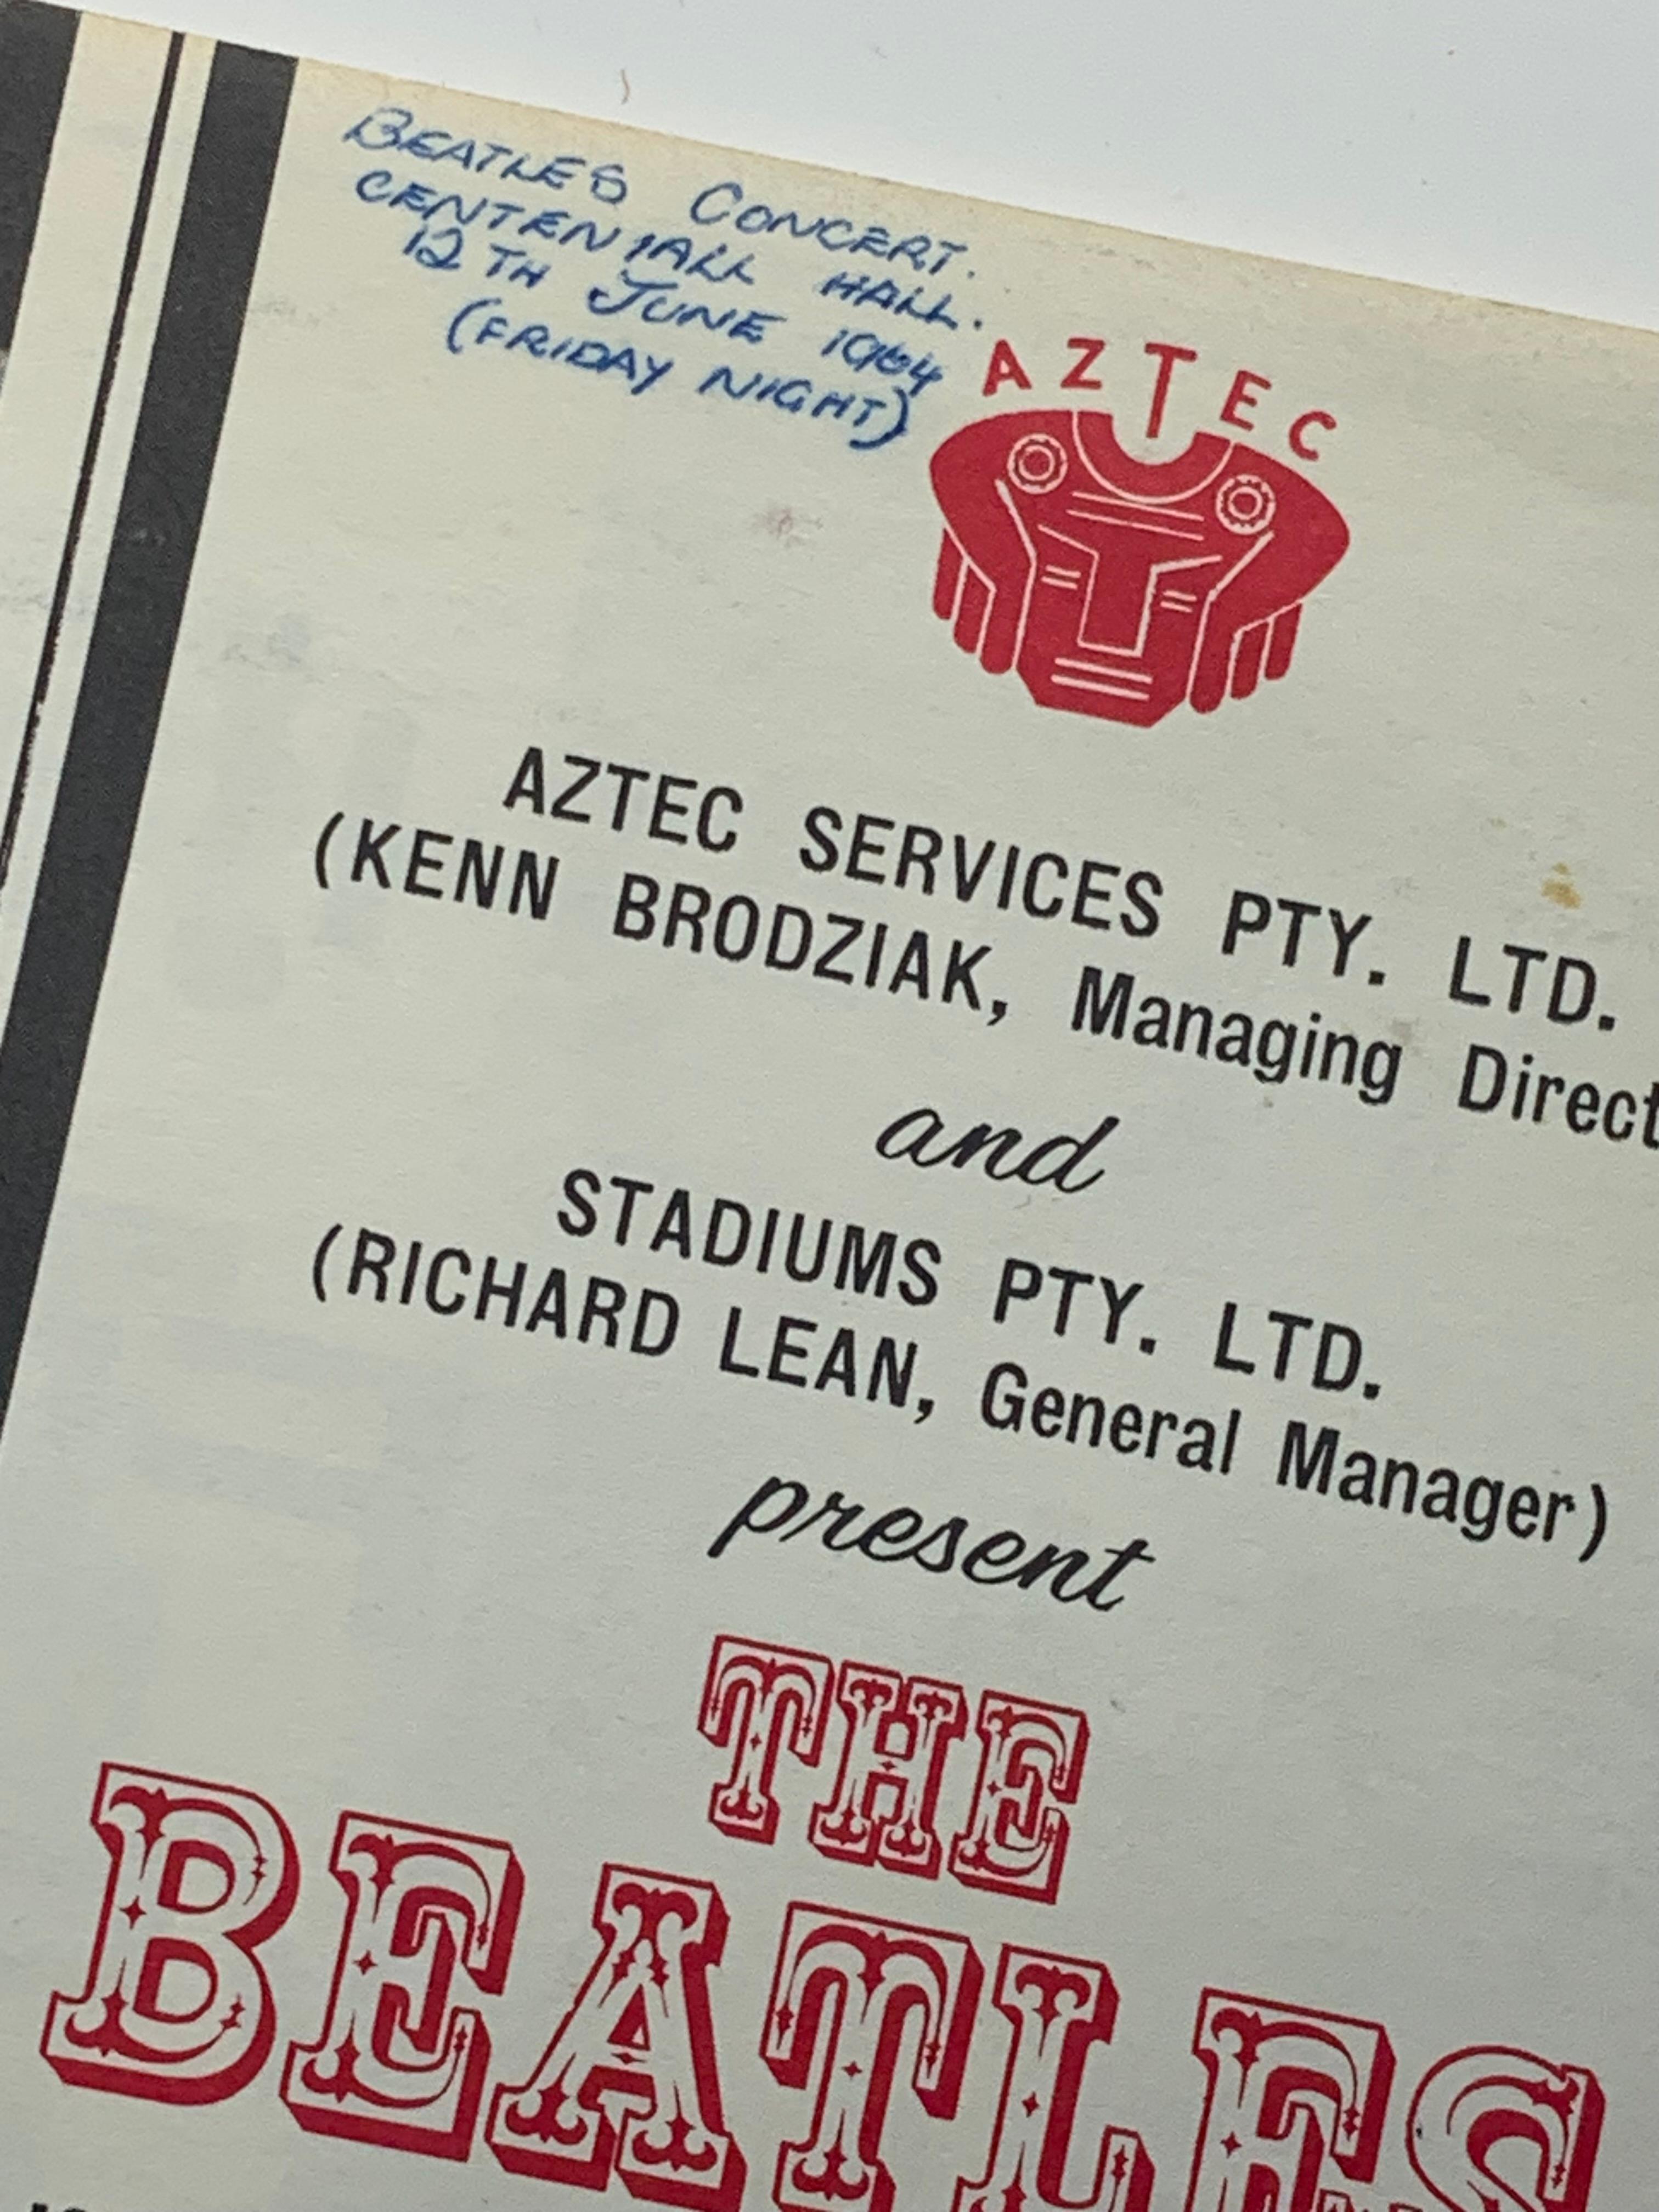 BEATLES CONCERT.
CENTENIALL HALL.
12TH JUNE 1964
(FRIDAY NIGHT)
AZTEC
AZTEC SERVICES PTY. LTD.
(KENN BRODZIAK, Managing Direct
and
STADIUMS PTY. LTD.
(RICHARD LEAN, General Manager)
present
THE
BEATLES